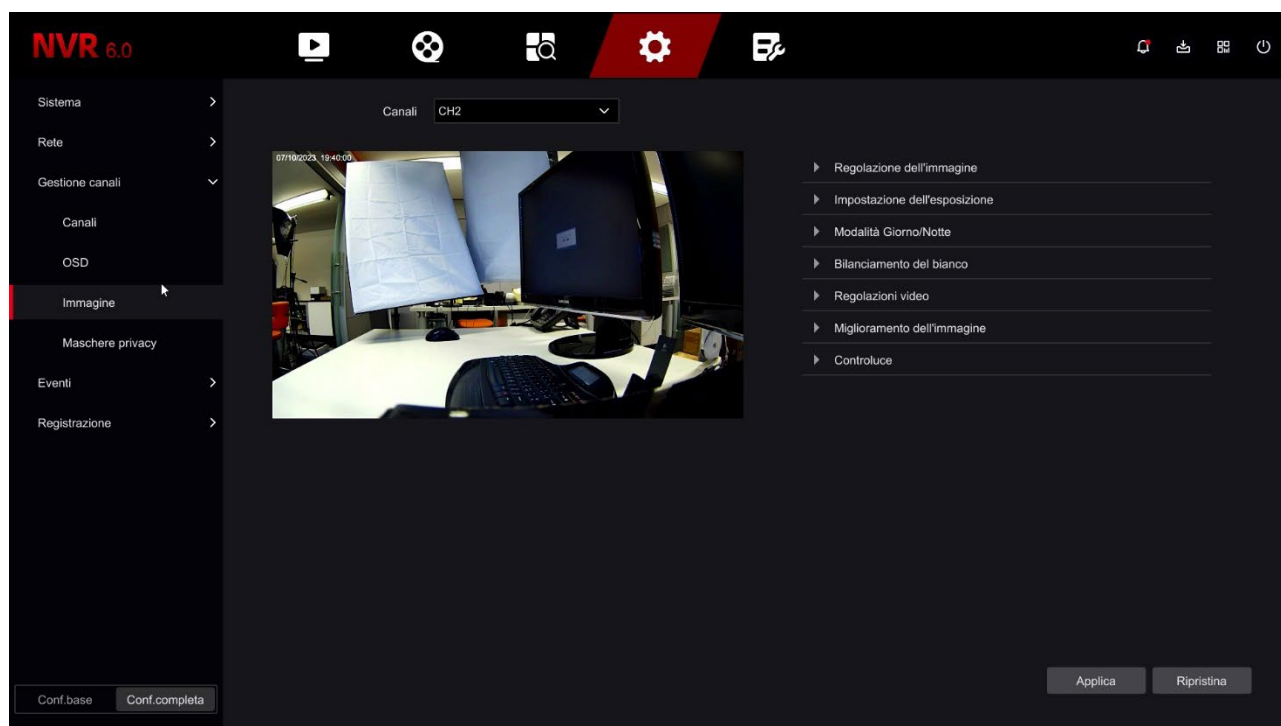 NVR 6.0
Sistema
Rete
Gestione canali
Canali
OSD
Immagine
Maschere privacy
Eventi
Registrazione
Conf.base
Conf.completa
Canali CH2
07/10/2023 19:40:00
Regolazione dell'immagine
Impostazione dell'esposizione
Modalità Giorno/Notte
Bilanciamento del bianco
Regolazioni video
Miglioramento dell'immagine
Controluce
Applica Ripristina